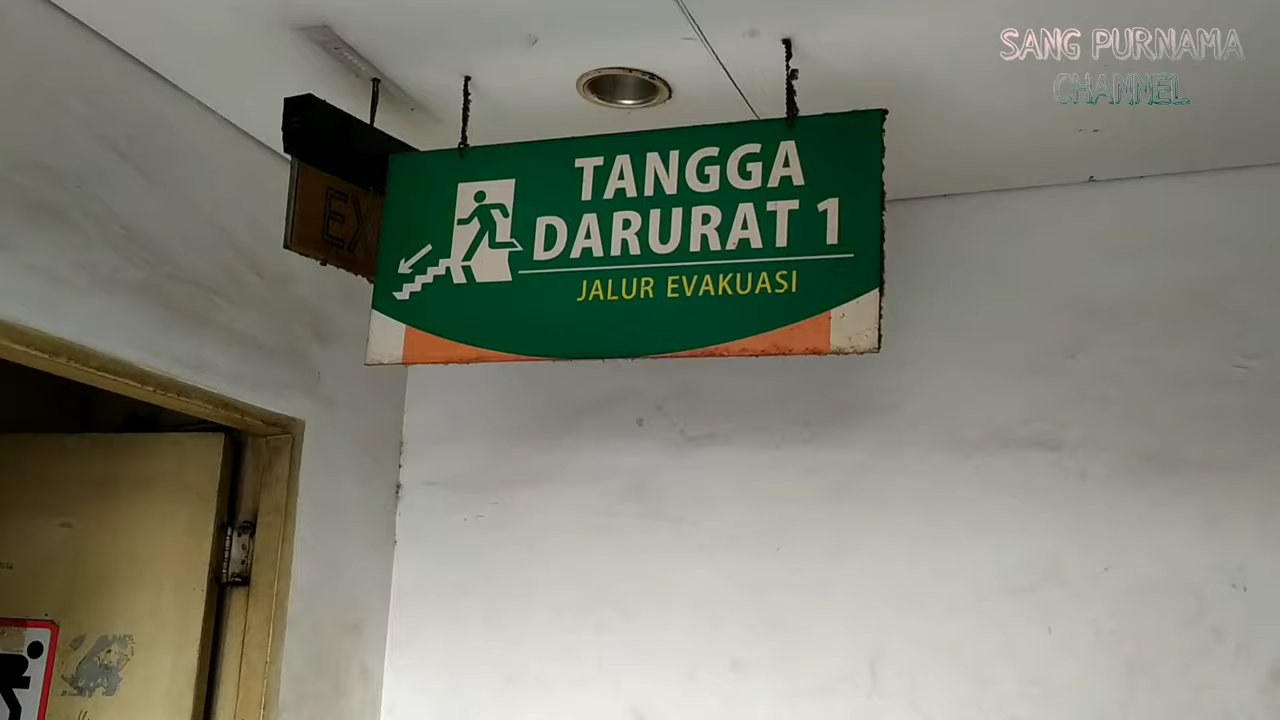 SANG PURNAMA
CHANNEL
TANGGA
DARURAT 1
JALUR EVAKUASI
EX